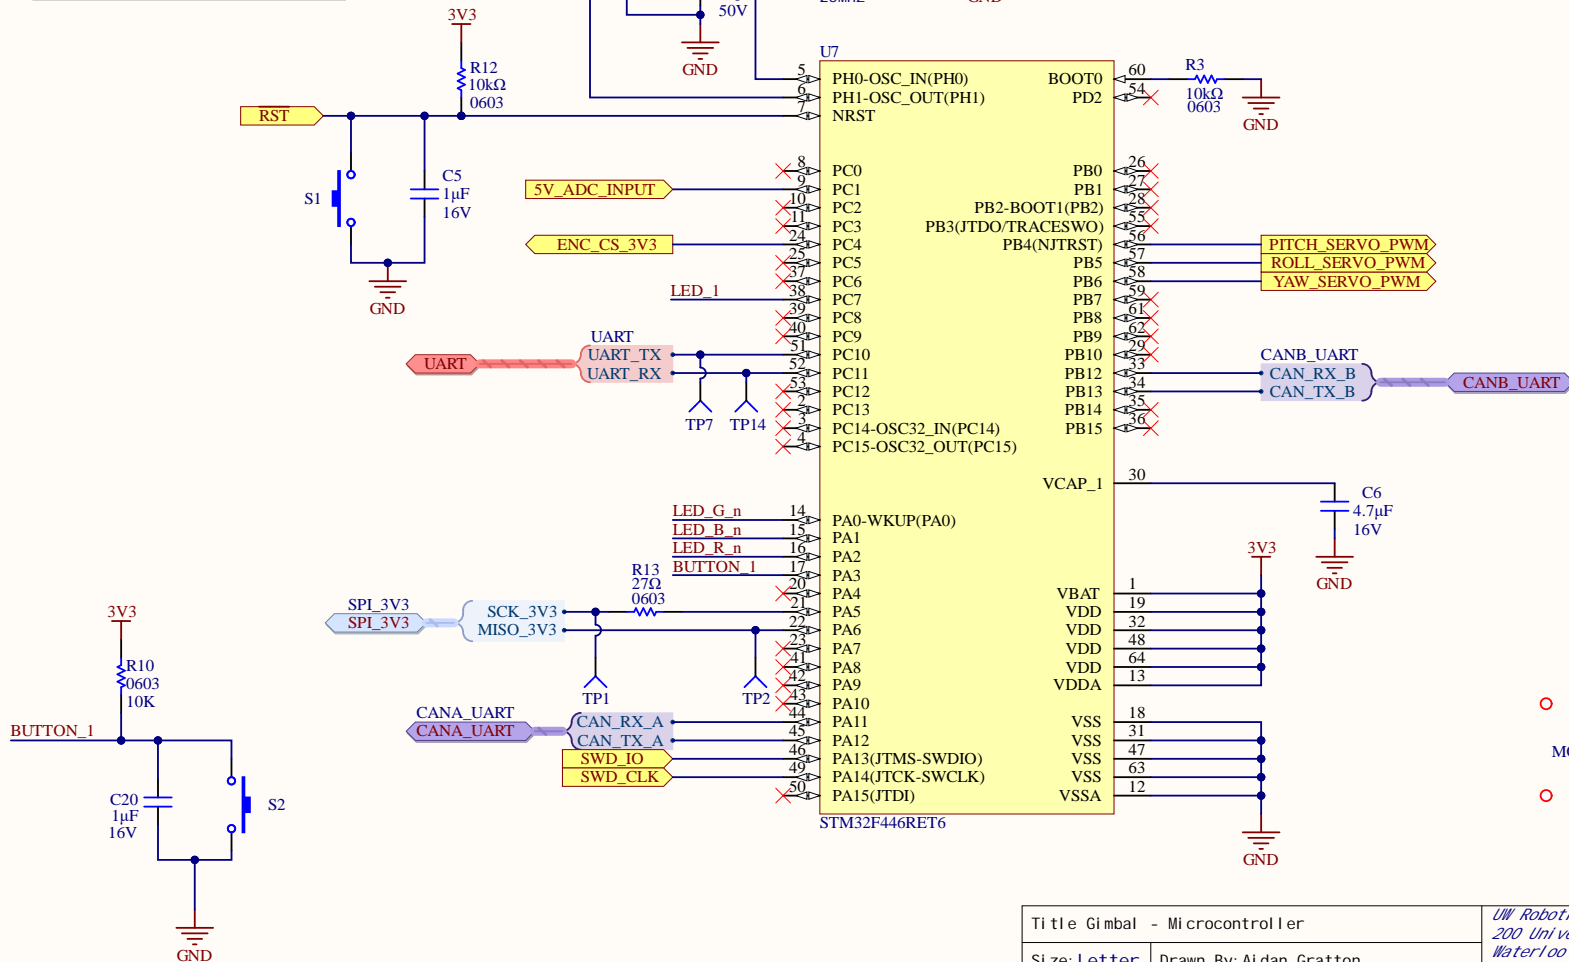 50V
GND
GND
3V3
R12
10kΩ
0603
RST
S1
C5
1µF
16V
GND
U7
5 PH0-OSC_IN(PH0)
6 PH1-OSC_OUT(PH1)
7 NRST
8 PC0
5V_ADC_INPUT 9 PC1
10 PC2
11 PC3
ENC_CS_3V3 24 PC4
25 PC5
37 PC6
LED_1 38 PC7
39 PC8
40 PC9
UART
UART UART_TX 51 PC10
UART_RX 52 PC11
53 PC12
2 PC13
3 PC14-OSC32_IN(PC14)
4 PC15-OSC32_OUT(PC15)
TP7 TP14
LED_G_n 14 PA0-WKUP(PA0)
LED_B_n 15 PA1
LED_R_n 16 PA2
BUTTON_1 17 PA3
20 PA4
R13
27Ω
0603
SPI_3V3
SPI_3V3 SCK_3V3 21 PA5
MISO_3V3 22 PA6
23 PA7
41 PA8
42 PA9
43 PA10
TP1 TP2
CANA_UART
CANA_UART CAN_RX_A 44 PA11
CAN_TX_A 45 PA12
SWD_IO 46 PA13(JTMS-SWDIO)
SWD_CLK 49 PA14(JTCK-SWCLK)
50 PA15(JTDI)
STM32F446RET6
BOOT0 60
PD2 54
R3
10kΩ
0603
GND
PB0 26
PB1 27
PB2-BOOT1(PB2) 28
PB3(JTDO/TRACESWO) 55
PB4(NJTRST) 56 PITCH_SERVO_PWM
PB5 57 ROLL_SERVO_PWM
PB6 58 YAW_SERVO_PWM
PB7 59
PB8 61
PB9 62
PB10 29
CANB_UART
PB12 33 CAN_RX_B CANB_UART
PB13 34 CAN_TX_B
PB14 35
PB15 36
VCAP_1 30
C6
4.7µF
16V
GND
3V3
VBAT 1
VDD 19
VDD 32
VDD 48
VDD 64
VDDA 13
VSS 18
VSS 31
VSS 47
VSS 63
VSSA 12
GND
3V3
R10
0603
10K
BUTTON_1
C20
1µF
16V
S2
GND
Title Gimbal - Microcontroller
Size: Letter Drawn By: Aidan Gratton
200
Waterloo